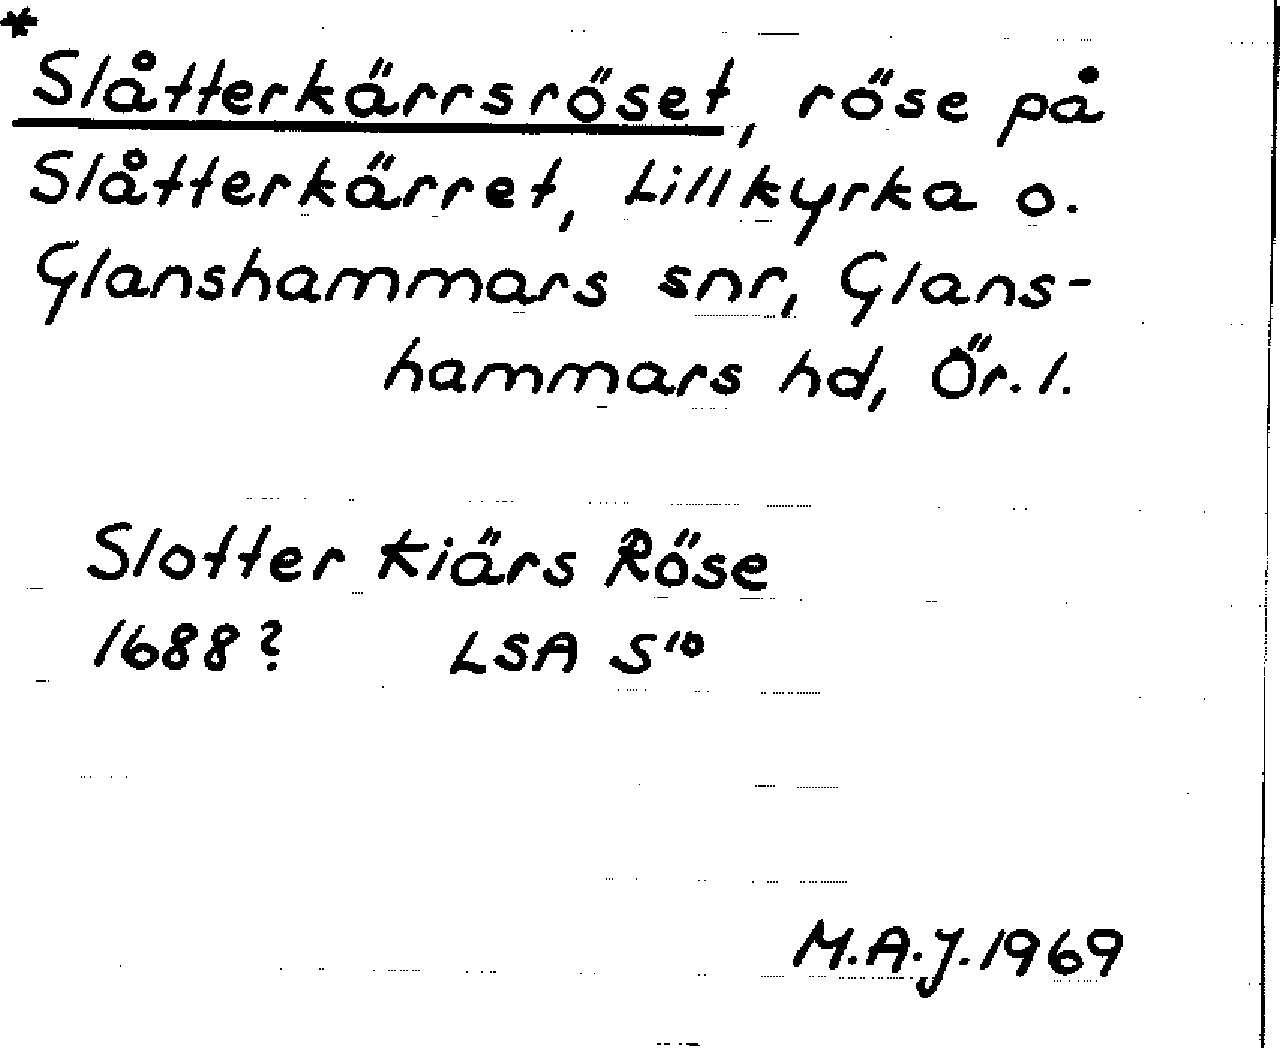 *
Slåtterkärrsröset, röse på
Slåtterkärret, Lillkyrka o.
Glanshammars snr, Glans-
hammars hd, Ör. l.
Slotter Kiärs Röse
1688? LSA S¹⁰
M.A.J. 1969